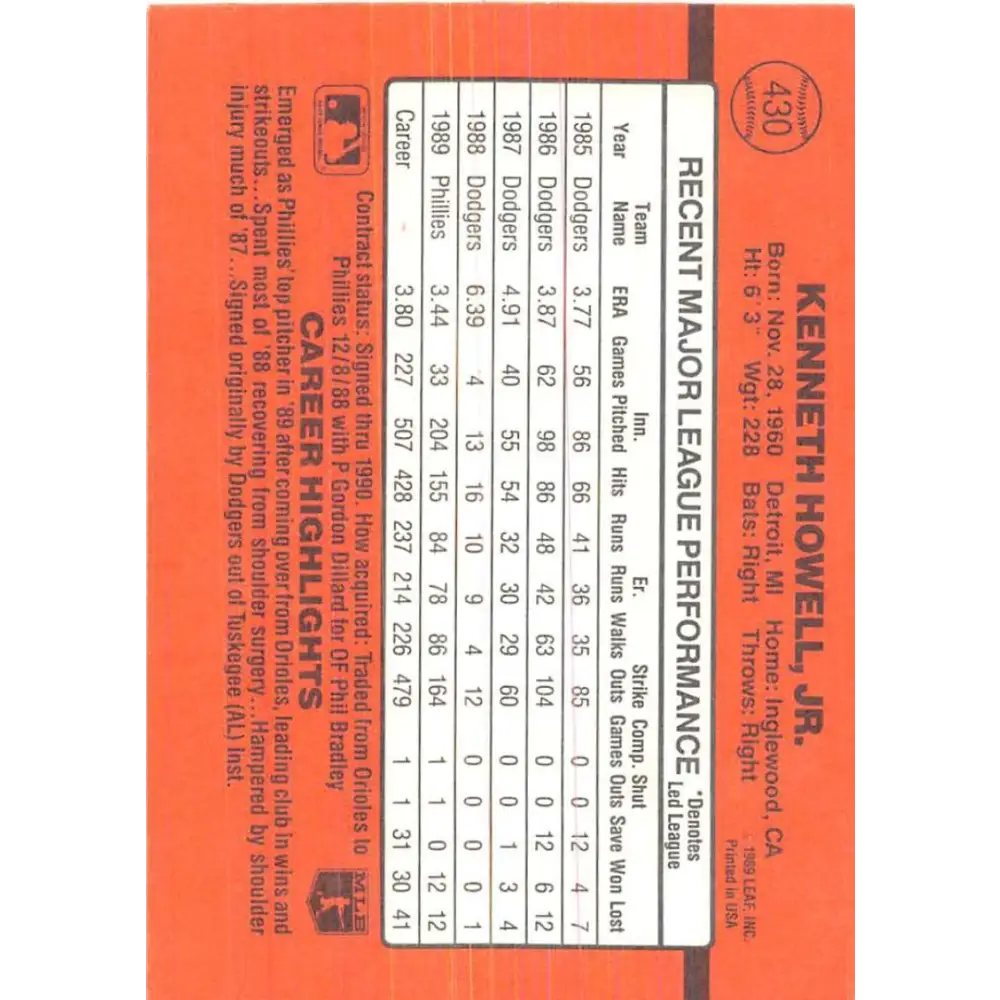 430
KENNETH HOWELL, JR.
Born: Nov. 28, 1960 Detroit, MI Home: Inglewood, CA
Ht: 6' 3" Wgt: 228 Bats: Right Throws: Right
© 1989 LEAF, INC.
Printed in USA
RECENT MAJOR LEAGUE PERFORMANCE *Denotes
Led League
Team Inn. Er. Strike Comp. Shut
Year Name ERA Games Pitched Hits Runs Runs Walks Outs Games Outs Save Won Lost
1985 Dodgers 3.77 56 86 66 41 36 35 85 0 0 12 4 7
1986 Dodgers 3.87 62 98 86 48 42 63 104 0 0 12 6 12
1987 Dodgers 4.91 40 55 54 32 30 29 60 0 0 1 3 4
1988 Dodgers 6.39 4 13 16 10 9 4 12 0 0 0 0 1
1989 Phillies 3.44 33 204 155 84 78 86 164 1 1 0 12 12
Career 3.80 227 507 428 237 214 226 479 1 1 31 30 41
Contract status: Signed thru 1990. How acquired: Traded from Orioles to
Phillies 12/8/88 with P Gordon Dillard for OF Phil Bradley
MLB
CAREER HIGHLIGHTS
Emerged as Phillies' top pitcher in '89 after coming over from Orioles, leading club in wins and
strikeouts...Spent most of '88 recovering from shoulder surgery...Hampered by shoulder
injury much of '87...Signed originally by Dodgers out of Tuskegee (AL) Inst.